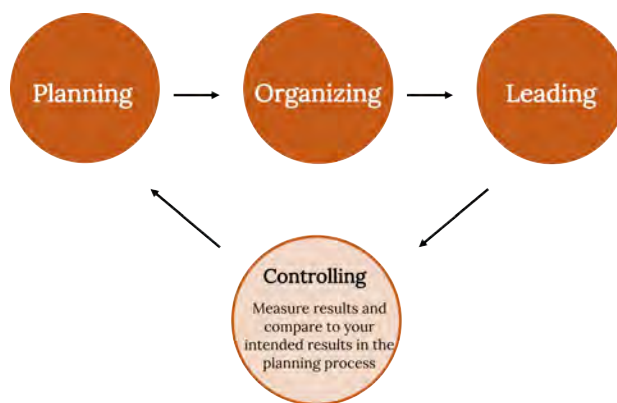 Planning
Organizing
Leading
Controlling
Measure results and
compare to your
intended results in the
planning process